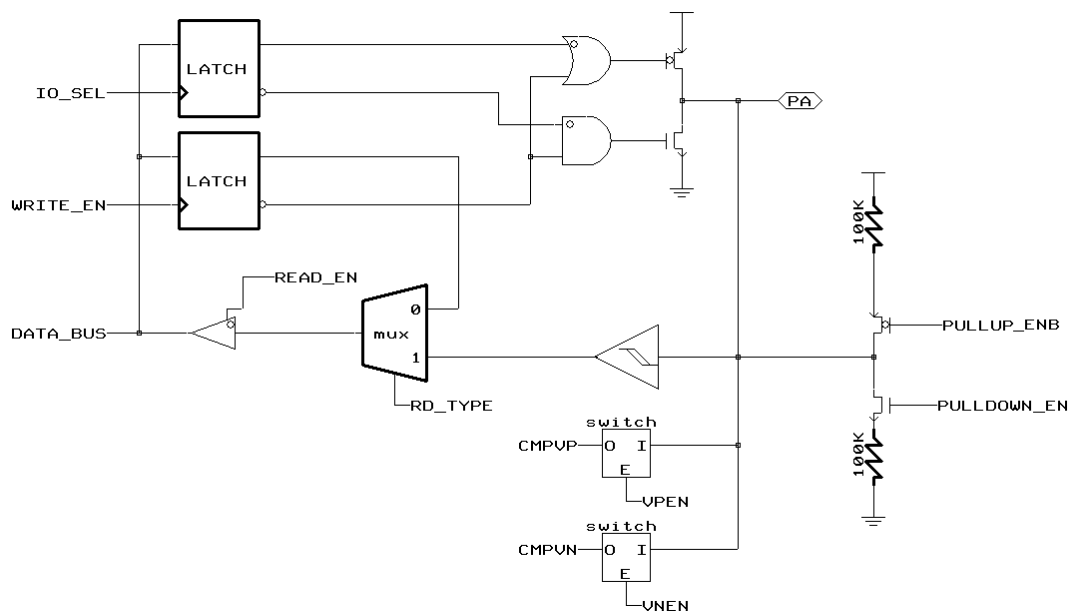 LATCH
IO_SEL
PA
LATCH
WRITE_EN
100K
READ_EN
0
DATA_BUS
mux
PULLUP_ENB
1
RD_TYPE
PULLDOWN_EN
switch
CMPVP
O I
E
100K
VPEN
switch
CMPVN
O I
E
VNEN